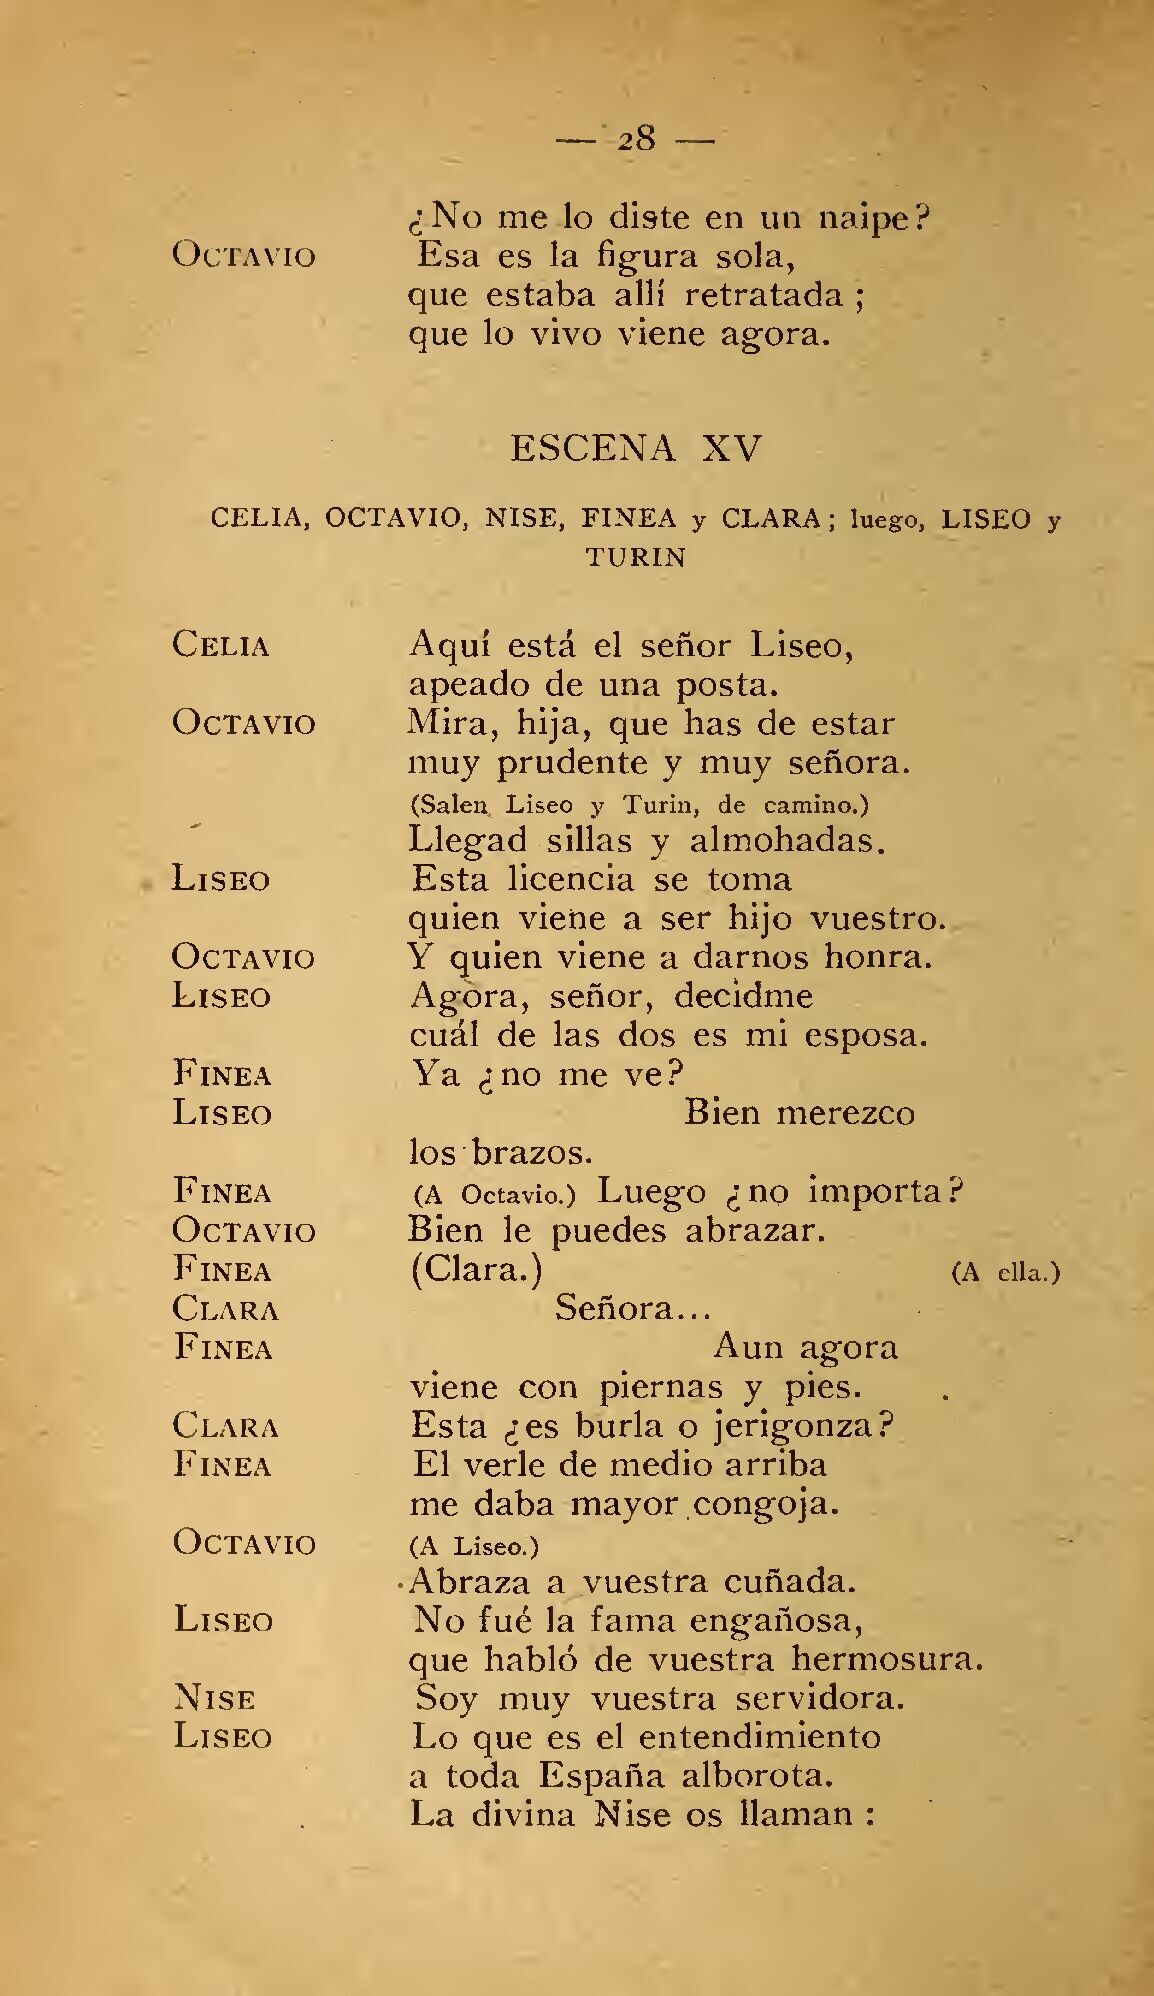 — 28 —
¿No me lo diste en un naipe?
OCTAVIO Esa es la figura sola,
que estaba allí retratada ;
que lo vivo viene agora.
ESCENA XV
CELIA, OCTAVIO, NISE, FINEA y CLARA ; luego, LISEO y
TURIN
CELIA Aquí está el señor Liseo,
apeado de una posta.
OCTAVIO Mira, hija, que has de estar
muy prudente y muy señora.
(Salen Liseo y Turin, de camino.)
Llegad sillas y almohadas.
LISEO Esta licencia se toma
quien viene a ser hijo vuestro.
OCTAVIO Y quien viene a darnos honra.
LISEO Agora, señor, decidme
cuál de las dos es mi esposa.
FINEA Ya ¿no me ve?
LISEO Bien merezco
los brazos.
FINEA (A Octavio.) Luego ¿no importa?
OCTAVIO Bien le puedes abrazar.
FINEA (Clara.) (A ella.)
CLARA Señora...
FINEA Aun agora
viene con piernas y pies.
CLARA Esta ¿es burla o jerigonza?
FINEA El verle de medio arriba
me daba mayor congoja.
OCTAVIO (A Liseo.)
Abraza a vuestra cuñada.
LISEO No fué la fama engañosa,
que habló de vuestra hermosura.
NISE Soy muy vuestra servidora.
LISEO Lo que es el entendimiento
a toda España alborota.
La divina Nise os llaman :